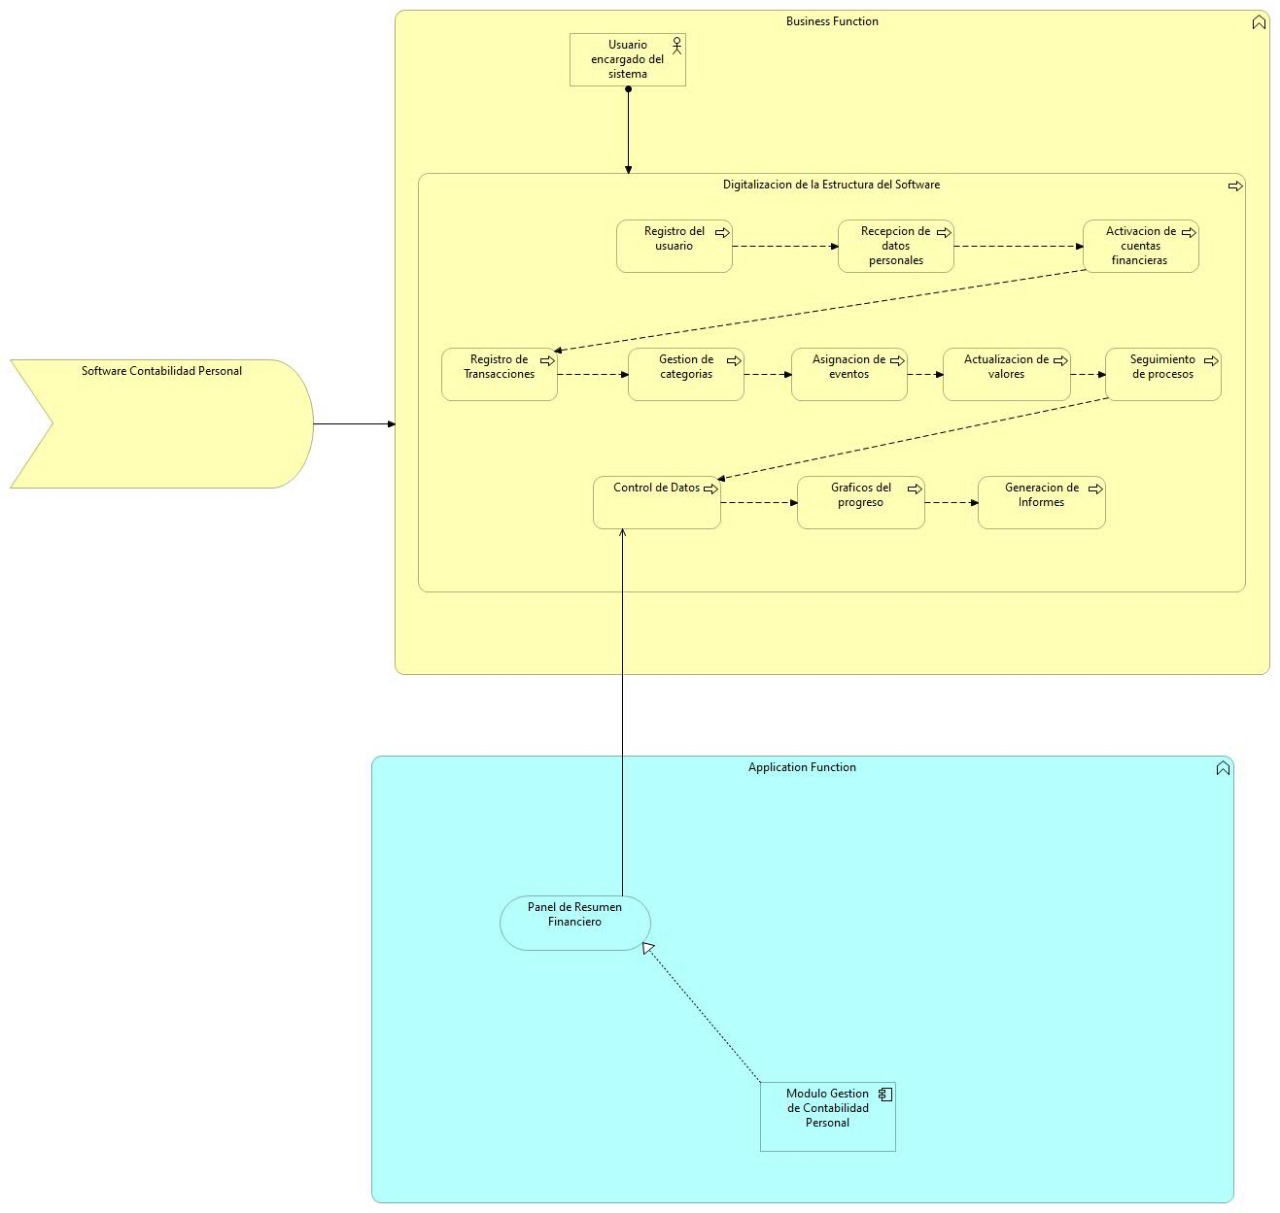 Business Function
Usuario
encargado del
sistema
Digitalizacion de la Estructura del Software
Registro del
usuario
Recepcion de
datos
personales
Activacion de
cuentas
financieras
Registro de
Transacciones
Gestion de
categorias
Asignacion de
eventos
Actualizacion de
valores
Seguimiento
de procesos
Software Contabilidad Personal
Control de Datos
Graficos del
progreso
Generacion de
Informes
Application Function
Panel de Resumen
Financiero
Modulo Gestion
de Contabilidad
Personal